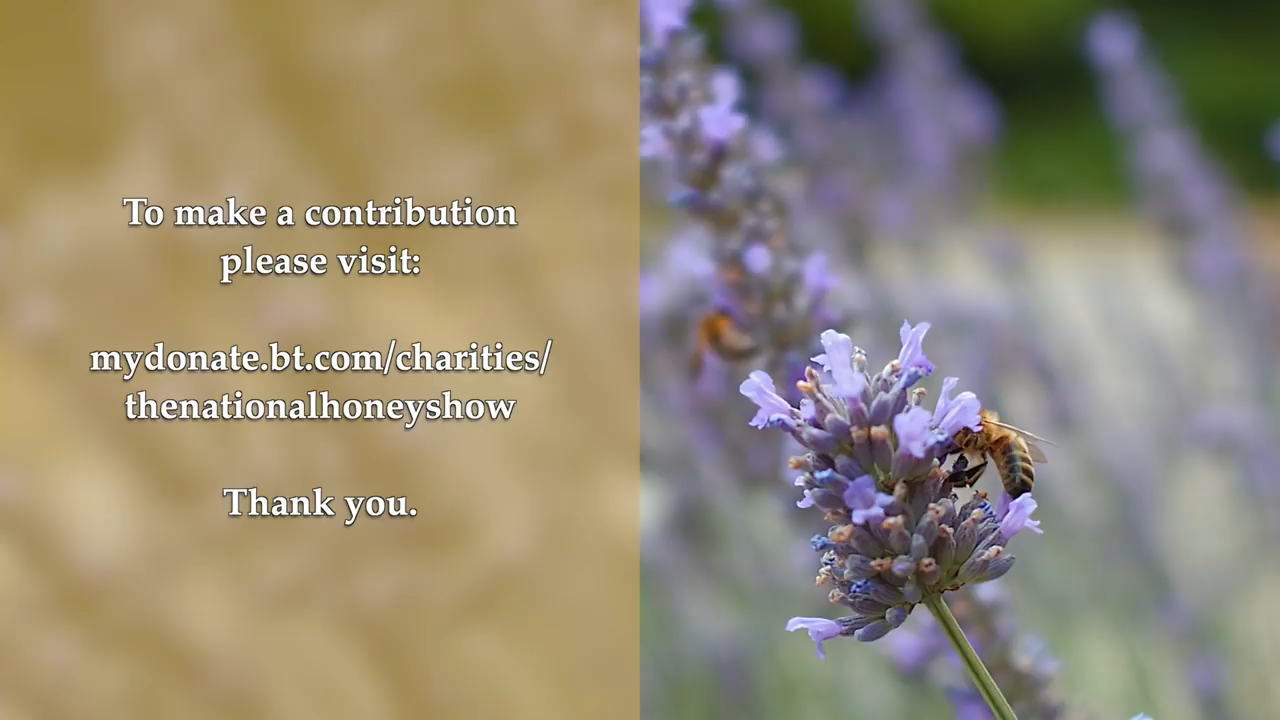 To make a contribution
please visit:
mydonate.bt.com/charities/
thenationalhoneyshow
Thank you.